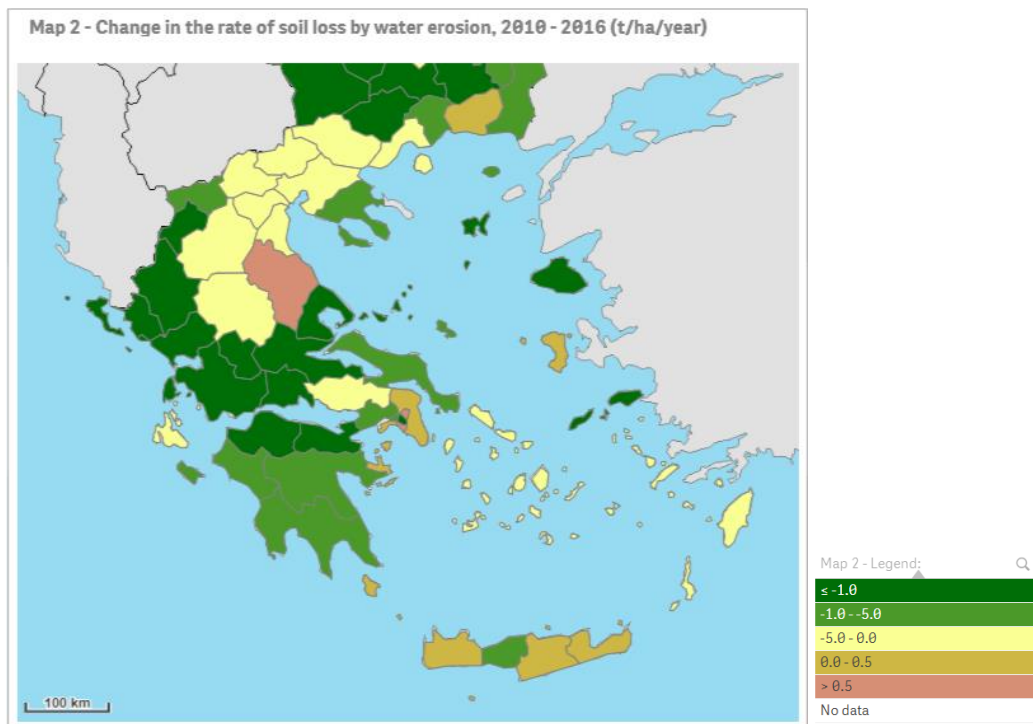 Map 2 - Change in the rate of soil loss by water erosion, 2010 - 2016 (t/ha/year)
100 km
Map 2 - Legend:
≤ -1.0
-1.0 - -5.0
-5.0 - 0.0
0.0 - 0.5
> 0.5
No data